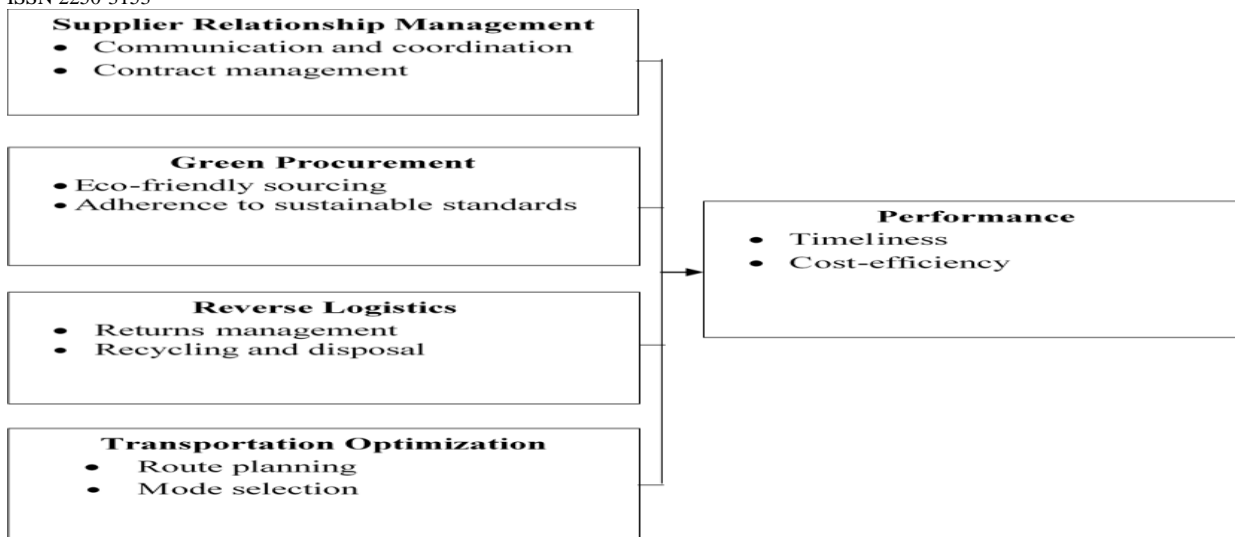 Supplier Relationship Management
• Communication and coordination
• Contract management
Green Procurement
• Eco-friendly sourcing
• Adherence to sustainable standards
Performance
• Timeliness
• Cost-efficiency
Reverse Logistics
• Returns management
• Recycling and disposal
Transportation Optimization
• Route planning
• Mode selection